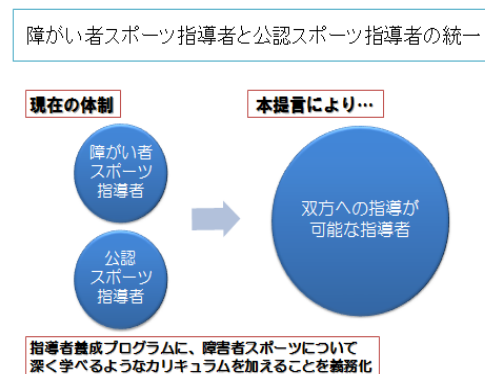 障がい者スポーツ指導者と公認スポーツ指導者の統一
現在の体制
本提言により…
障がい者
スポーツ
指導者
公認
スポーツ
指導者
双方への指導が
可能な指導者
指導者養成プログラムに、障害者スポーツについて
深く学べるようなカリキュラムを加えることを義務化